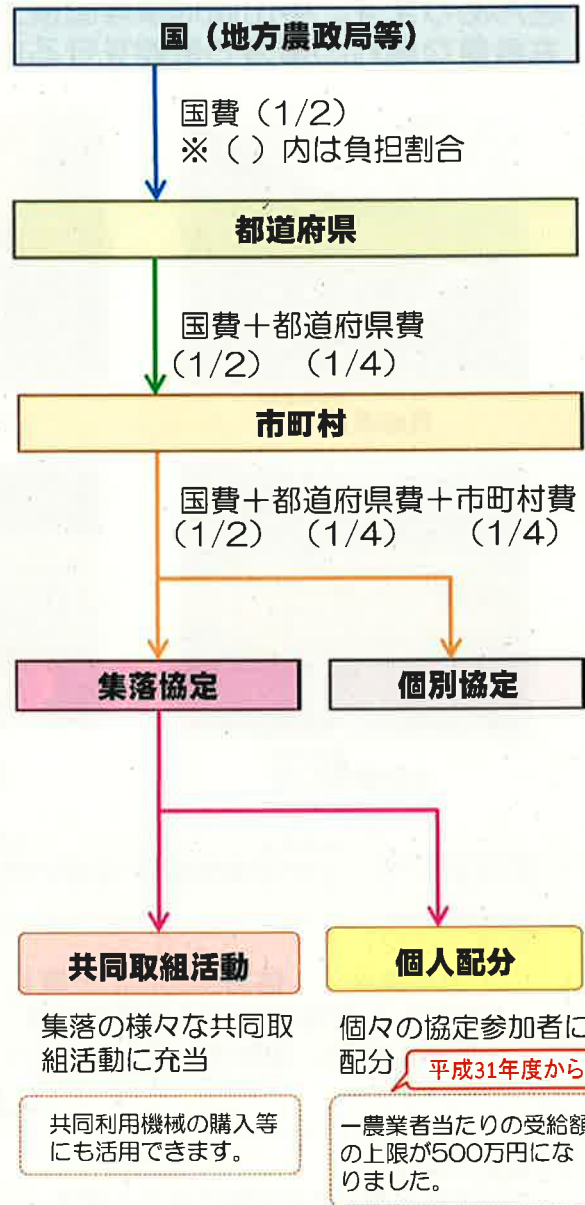 国(地方農政局等)
国費(1/2)
※( )内は負担割合
都道府県
国費+都道府県費
(1/2) (1/4)
市町村
国費+都道府県費+市町村費
(1/2) (1/4) (1/4)
集落協定
個別協定
共同取組活動
集落の様々な共同取
組活動に充当
共同利用機械の購入等
にも活用できます。
個人配分
個々の協定参加者に
配分
平成31年度から
一農業者当たりの受給額
の上限が500万円にな
りました。